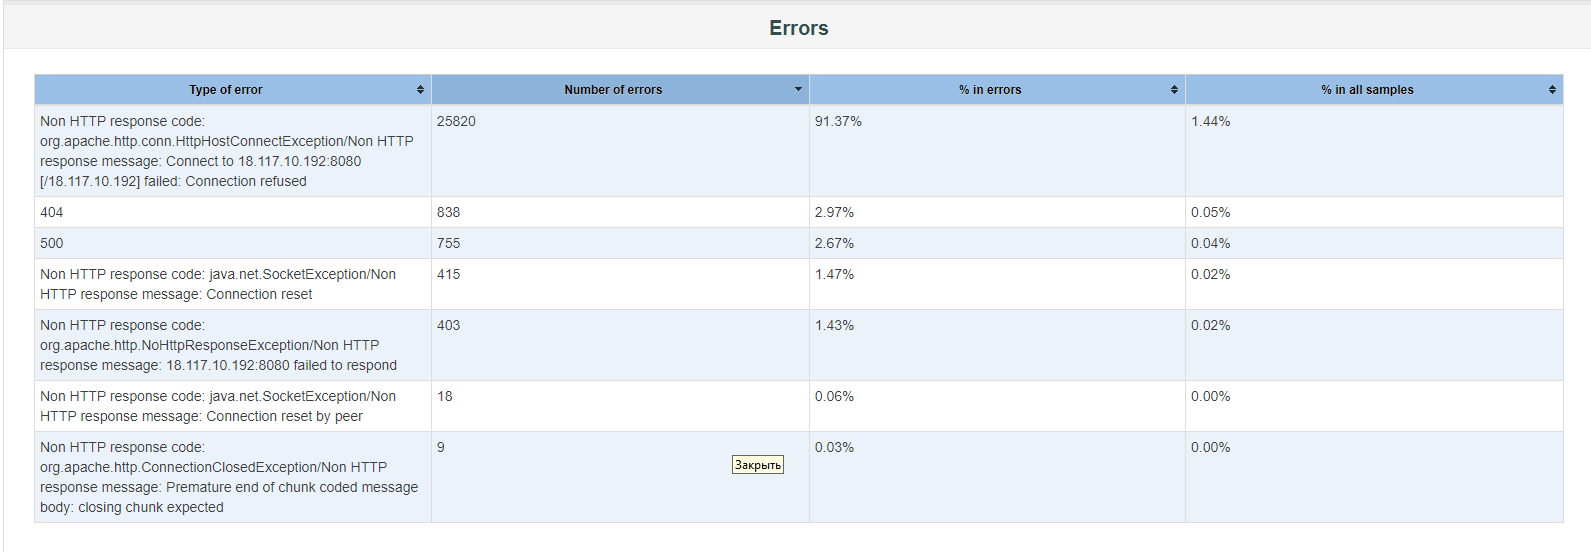 Errors
Type of error
Number of errors
% in errors
% in all samples
Non HTTP response code:
org.apache.http.conn.HttpHostConnectException/Non HTTP
response message: Connect to 18.117.10.192:8080
[/18.117.10.192] failed: Connection refused
25820
91.37%
1.44%
404
838
2.97%
0.05%
500
755
2.67%
0.04%
Non HTTP response code: java.net.SocketException/Non
HTTP response message: Connection reset
415
1.47%
0.02%
Non HTTP response code:
org.apache.http.NoHttpResponseException/Non HTTP
response message: 18.117.10.192:8080 failed to respond
403
1.43%
0.02%
Non HTTP response code: java.net.SocketException/Non
HTTP response message: Connection reset by peer
18
0.06%
0.00%
Non HTTP response code:
org.apache.http.ConnectionClosedException/Non HTTP
response message: Premature end of chunk coded message
body: closing chunk expected
9
0.03%
0.00%
Закрыть